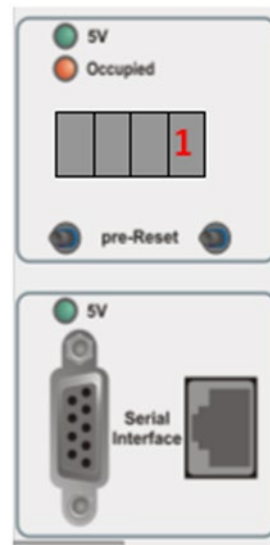 5V
Occupied
1
pre-Reset
5V
Serial
Interface